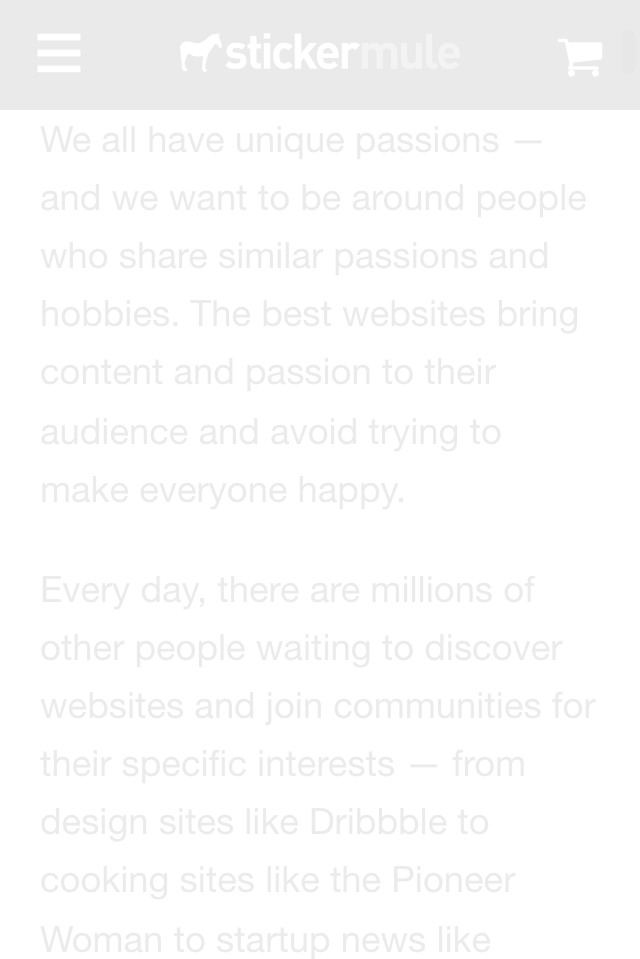 stickermule
We all have unique passions —
and we want to be around people
who share similar passions and
hobbies. The best websites bring
content and passion to their
audience and avoid trying to
make everyone happy.
Every day, there are millions of
other people waiting to discover
websites and join communities for
their specific interests — from
design sites like Dribbble to
cooking sites like the Pioneer
Woman to startup news like